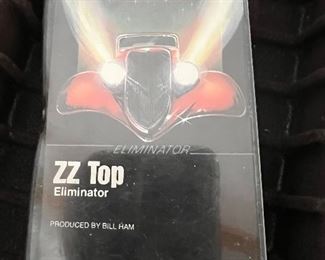 ELIMINATOR
ZZ Top
Eliminator
PRODUCED BY BILL HAM